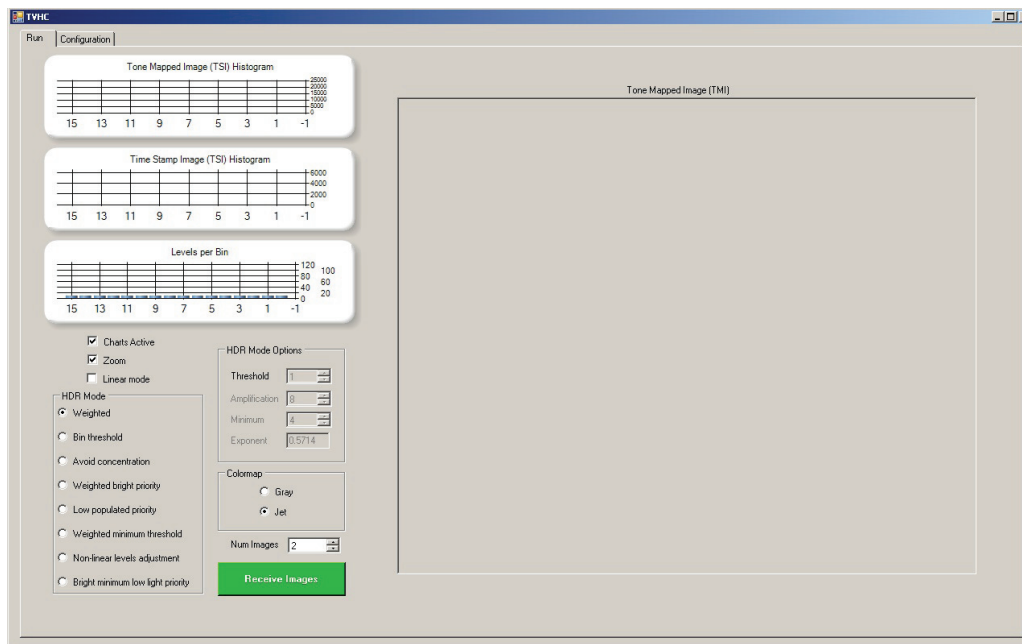 TVHC
Run Configuration
Tone Mapped Image (TSI) Histogram
25000
20000
15000
10000
5000
0
15 13 11 9 7 5 3 1 -1
Time Stamp Image (TSI) Histogram
6000
4000
2000
0
15 13 11 9 7 5 3 1 -1
Levels per Bin
120
100
80
60
40
20
0
15 13 11 9 7 5 3 1 -1
Charts Active
Zoom
Linear mode
HDR Mode
Weighted
Bin threshold
Avoid concentration
Weighted bright priority
Low populated priority
Weighted minimum threshold
Non-linear levels adjustment
Bright minimum low light priority
HDR Mode Options
Threshold 1
Amplification 8
Minimum 4
Exponent 0.5714
Colormap
Gray
Jet
Num Images 2
Receive Images
Tone Mapped Image (TMI)